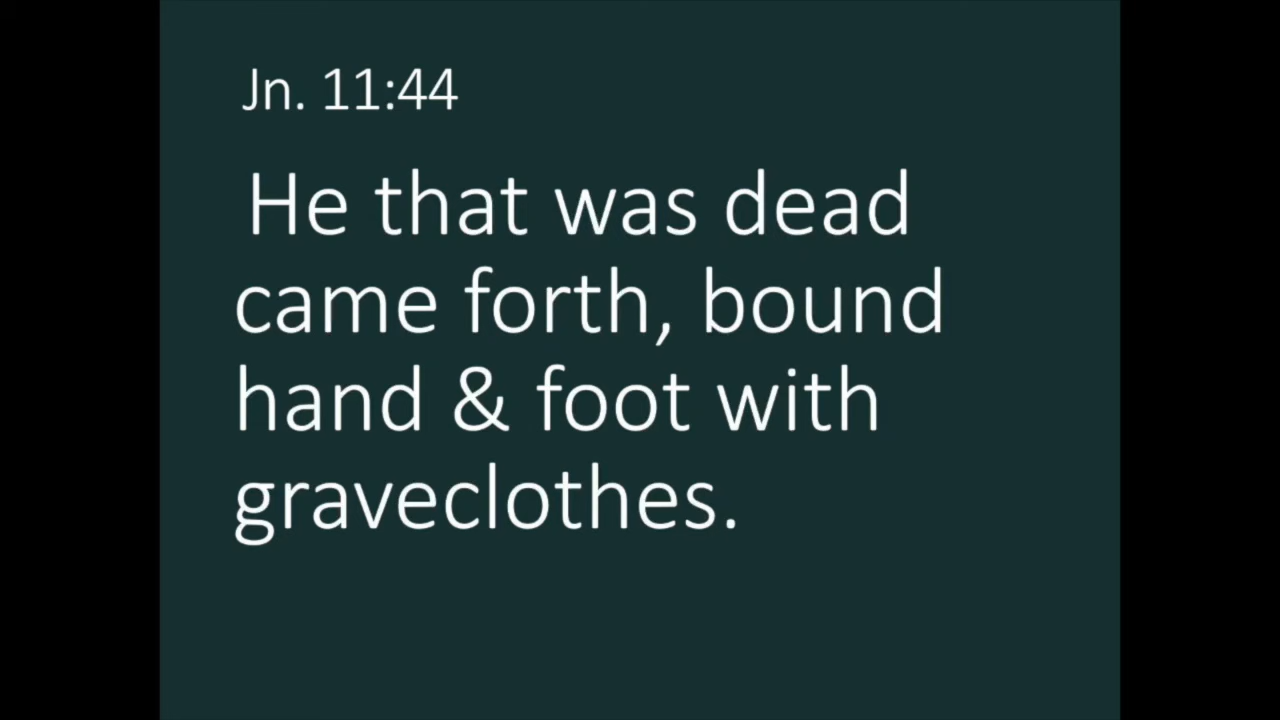 Jn. 11:44
He that was dead
came forth, bound
hand & foot with
graveclothes.